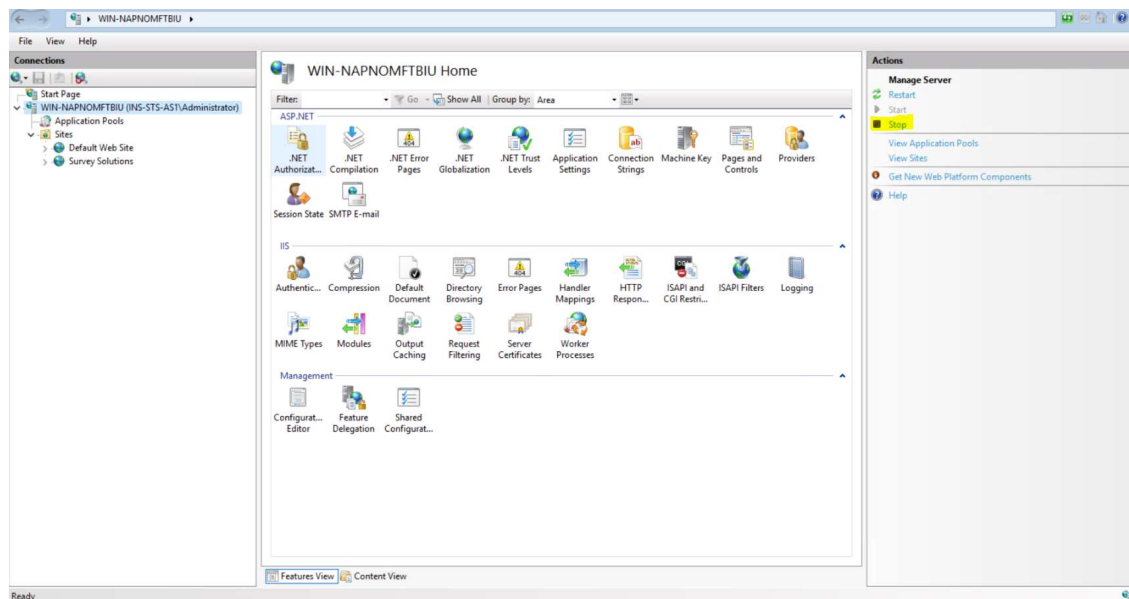 WIN-NAPNOMFTBIU
File View Help
Connections
Start Page
WIN-NAPNOMFTBIU (INS-STS-AS1\Administrator)
Application Pools
Sites
Default Web Site
Survey Solutions
WIN-NAPNOMFTBIU Home
Filter: Go Show All Group by: Area
ASP.NET
.NET Authorizat...
.NET Compilation
.NET Error Pages
.NET Globalization
.NET Trust Levels
Application Settings
Connection Strings
Machine Key
Pages and Controls
Providers
Session State
SMTP E-mail
IIS
Authentic...
Compression
Default Document
Directory Browsing
Error Pages
Handler Mappings
HTTP Respon...
ISAPI and CGI Restri...
ISAPI Filters
Logging
MIME Types
Modules
Output Caching
Request Filtering
Server Certificates
Worker Processes
Management
Configurat... Editor
Feature Delegation
Shared Configurat...
Features View Content View
Ready
Actions
Manage Server
Restart
Start
Stop
View Application Pools
View Sites
Get New Web Platform Components
Help